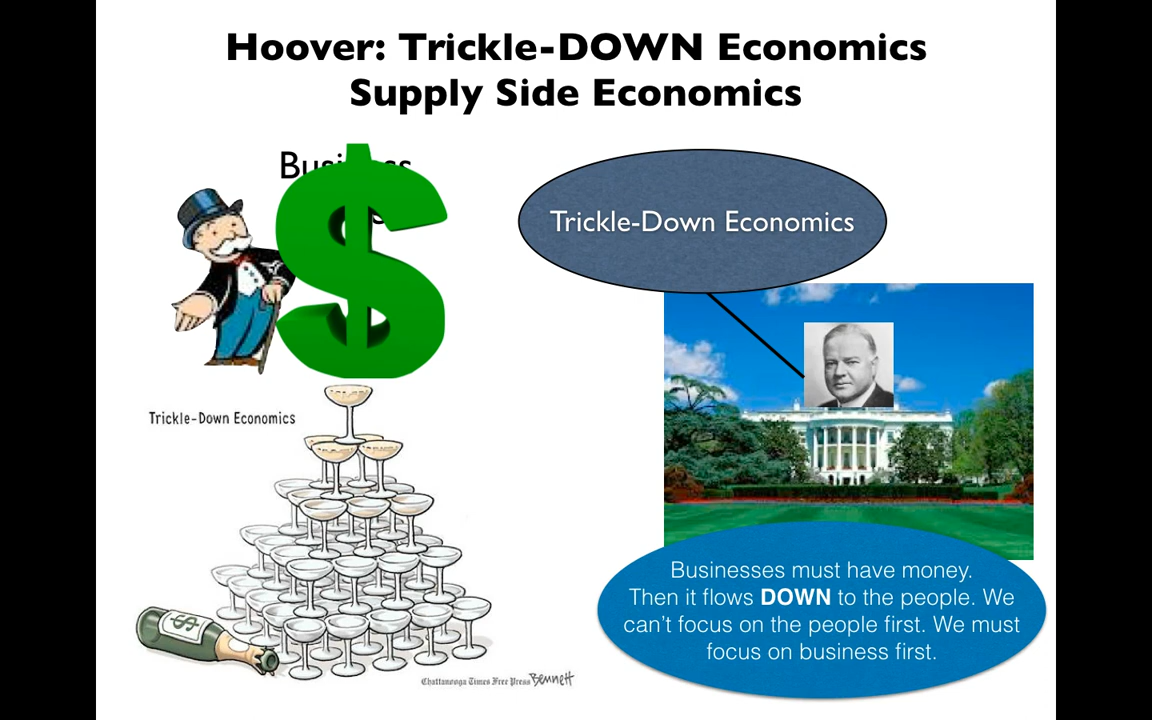 Hoover: Trickle-DOWN Economics
Supply Side Economics
Trickle-Down Economics
$
Trickle-Down Economics
$
Chattanooga Times Free Press Bennett
Businesses must have money.
Then it flows DOWN to the people. We
can't focus on the people first. We must
focus on business first.